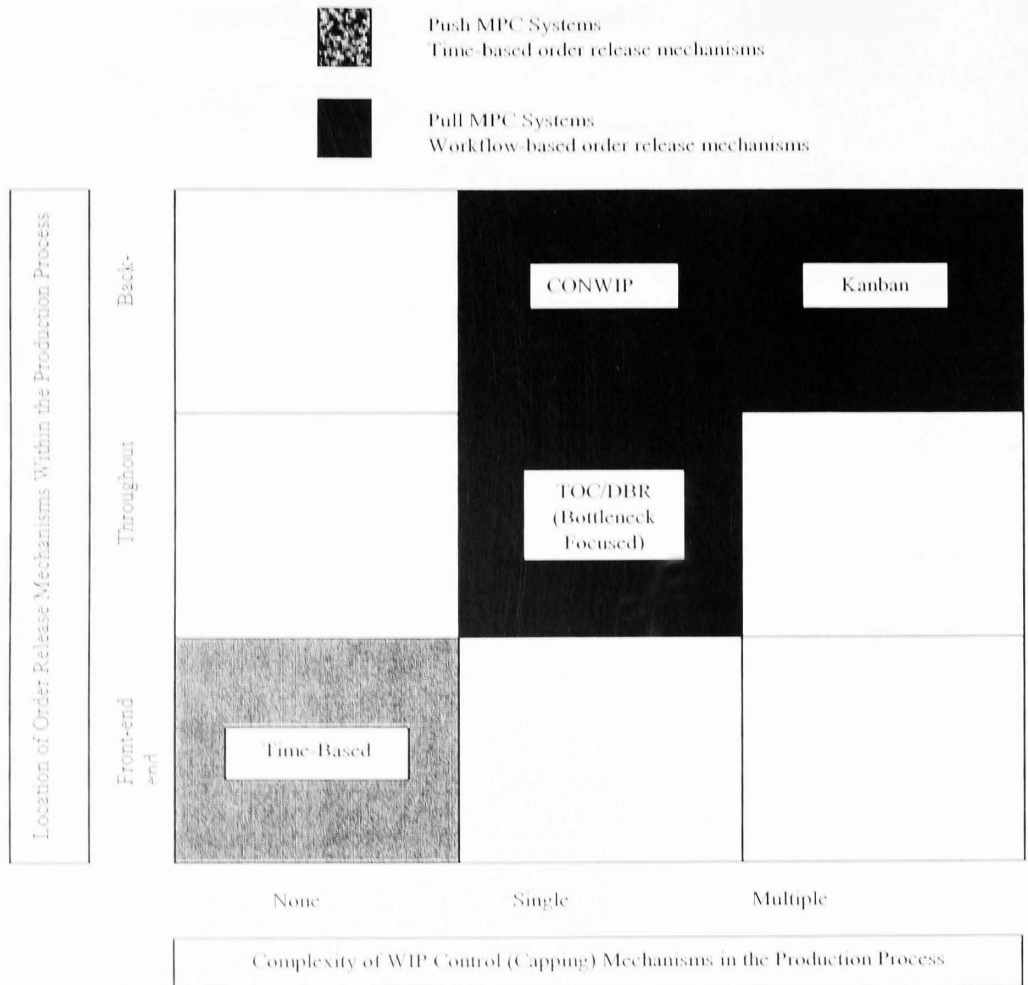 Push MPC Systems
Time-based order release mechanisms
Pull MPC Systems
Workflow-based order release mechanisms
Location of Order Release Mechanisms Within the Production Process
Back-
CONWIP
Kanban
Throughout
TOC/DBR
(Bottleneck
Focused)
Front-end
end
Time-Based
None
Single
Multiple
Complexity of WIP Control (Capping) Mechanisms in the Production Process